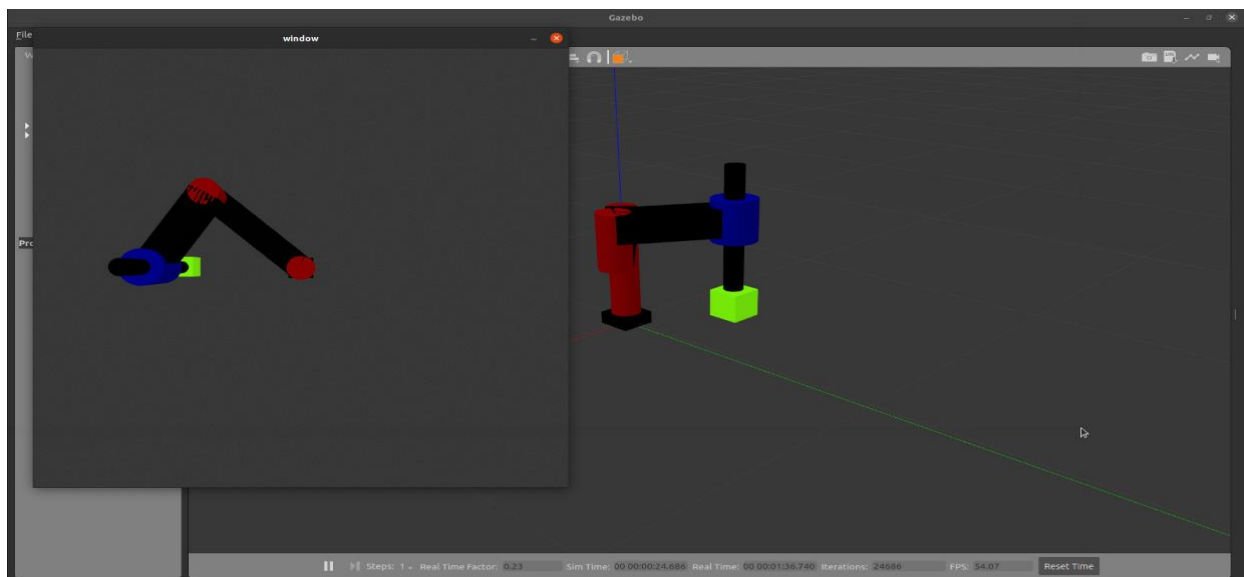 Gazebo
File
window
W
Pro
Steps: 1 Real Time Factor: 0.23 Sim Time: 00 00:00:24.686 Real Time: 00 00:01:36.740 Iterations: 24686 FPS: 54.07 Reset Time